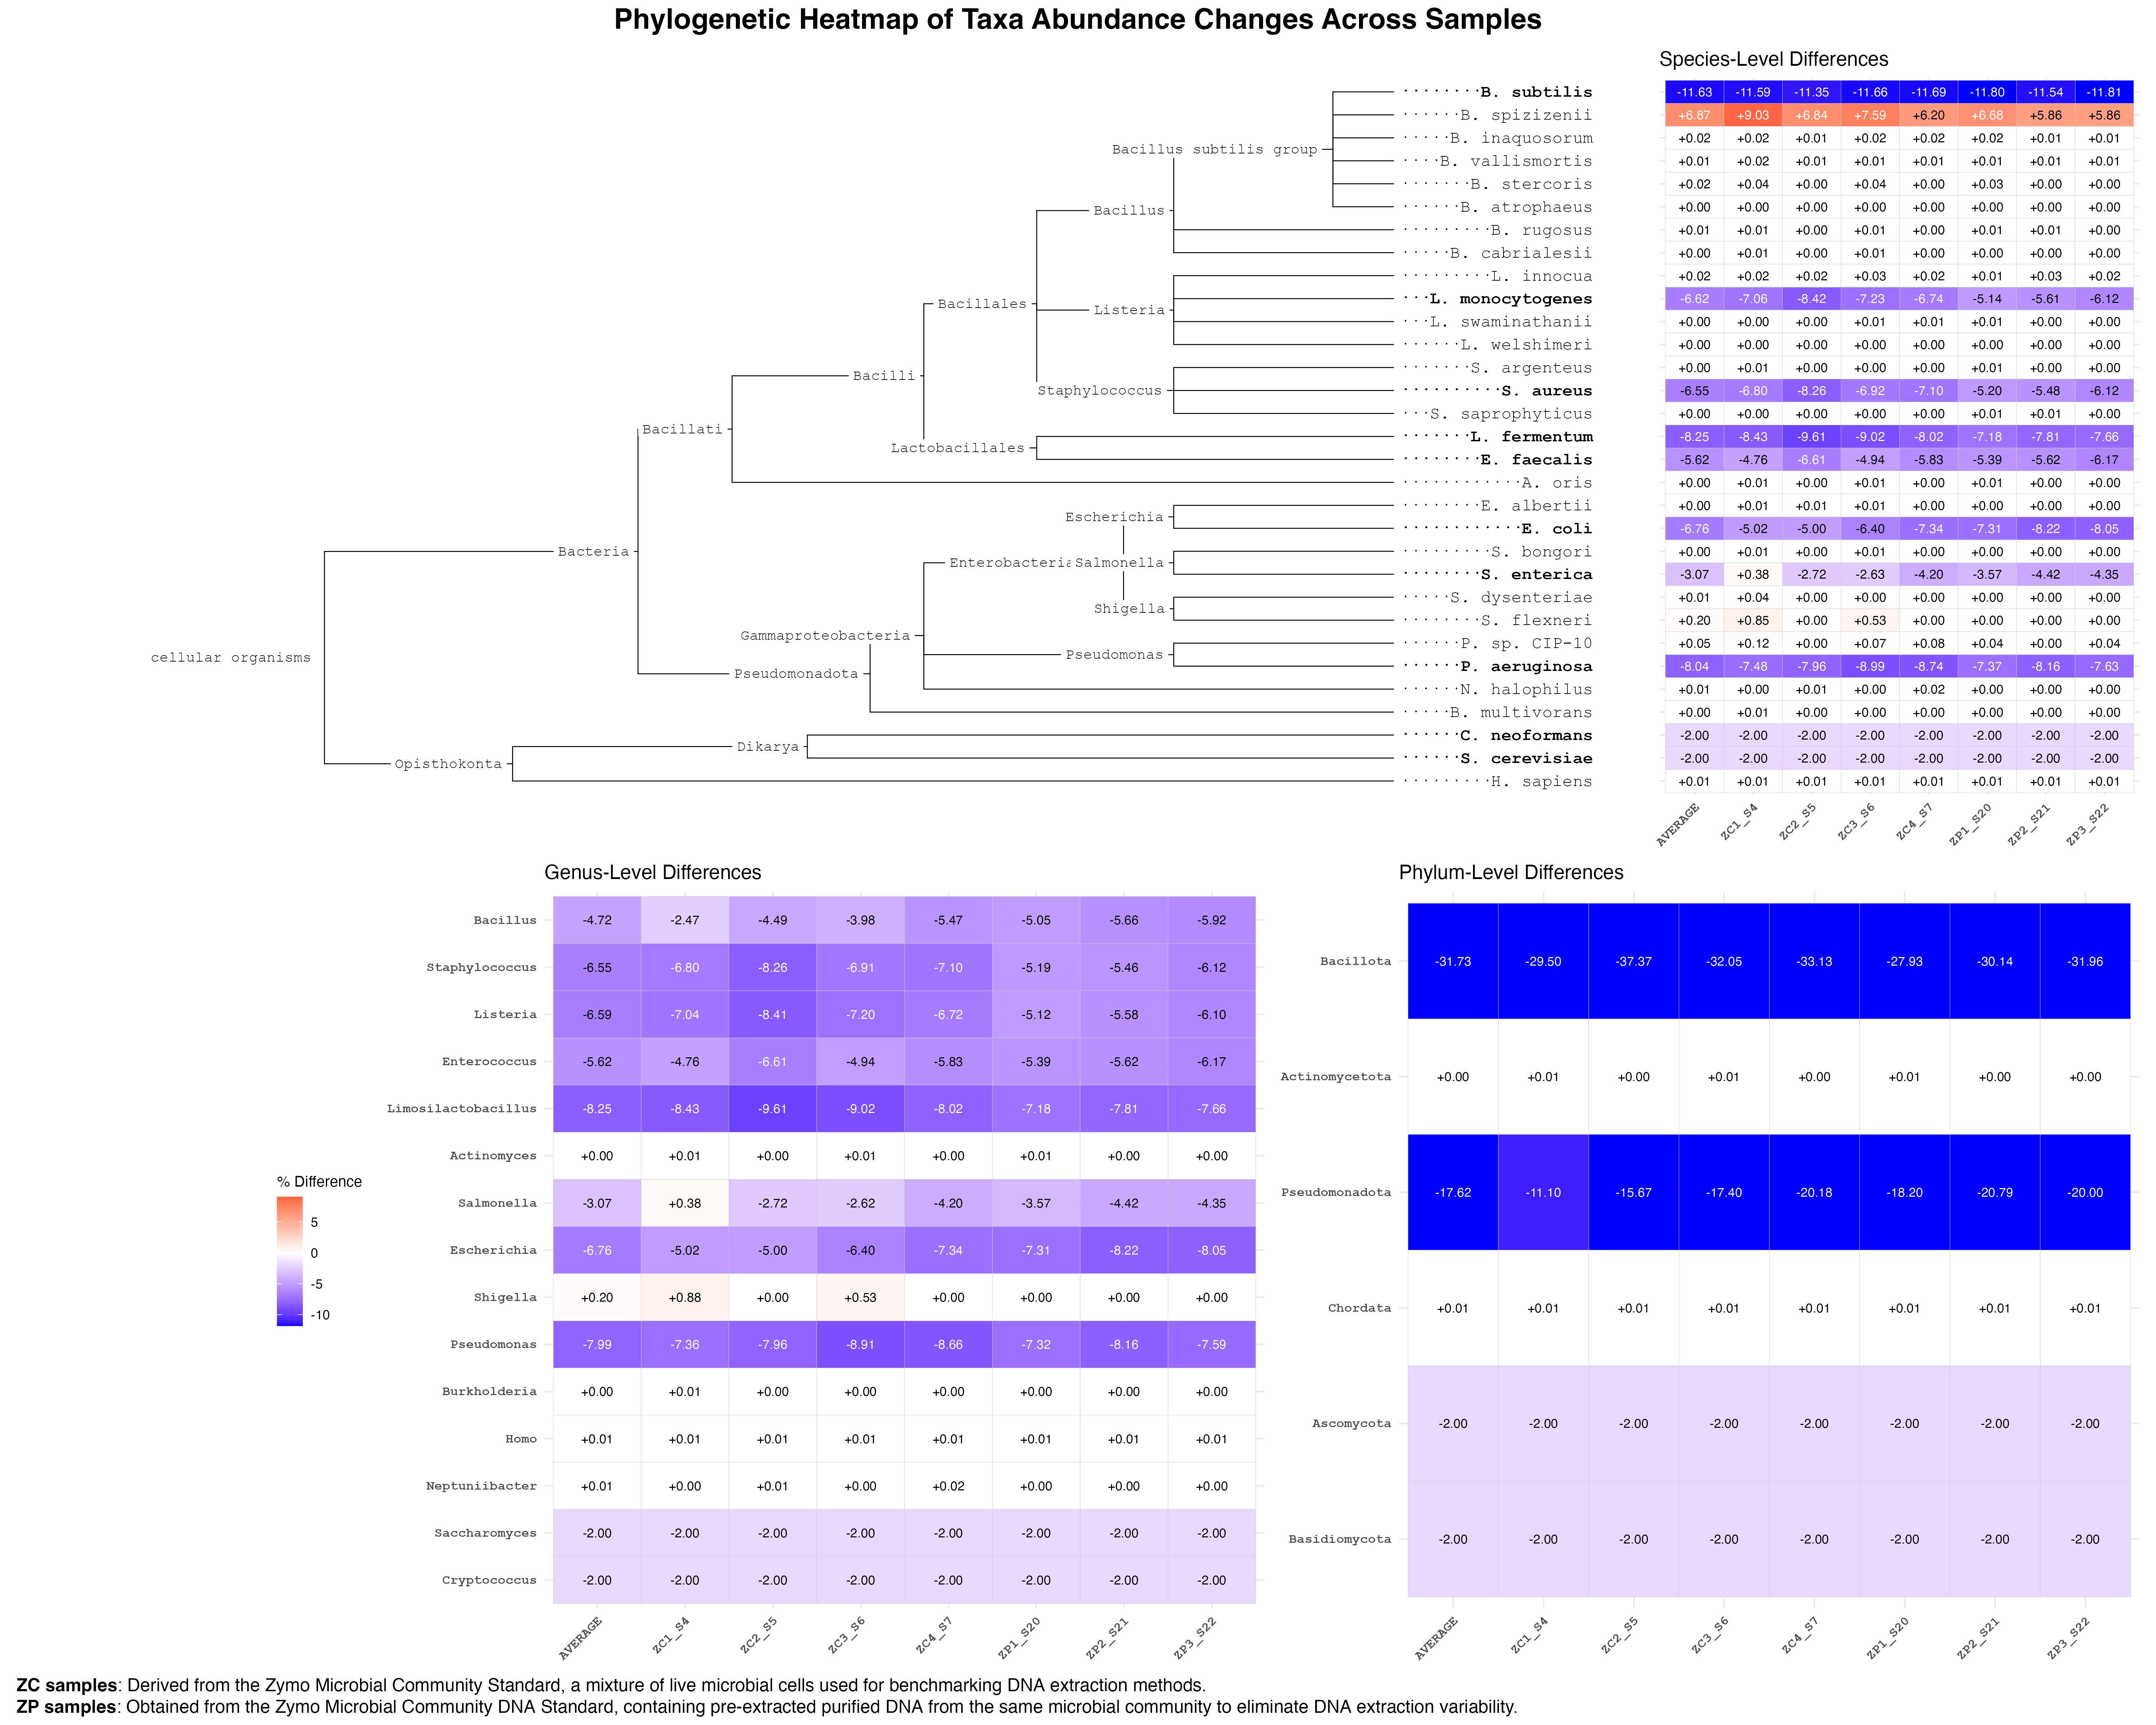 Phylogenetic Heatmap of Taxa Abundance Changes Across Samples
Species-Level Differences
B. subtilis -11.63 -11.59 -11.35 -11.66 -11.69 -11.80 -11.54 -11.81
B. spizizenii +6.87 +9.03 +6.84 +7.59 +6.20 +6.68 +5.86 +5.86
B. inaquosorum +0.02 +0.02 +0.01 +0.02 +0.02 +0.02 +0.01 +0.01
Bacillus subtilis group
B. vallismortis +0.01 +0.02 +0.01 +0.01 +0.01 +0.01 +0.01 +0.01
B. stercoris +0.02 +0.04 +0.00 +0.04 +0.00 +0.03 +0.00 +0.00
B. atrophaeus +0.00 +0.00 +0.00 +0.00 +0.00 +0.00 +0.00 +0.00
Bacillus
B. rugosus +0.01 +0.01 +0.00 +0.01 +0.01 +0.00 +0.00 +0.00
B. cabrialesii +0.00 +0.01 +0.00 +0.01 +0.00 +0.00 +0.00 +0.00
L. innocua +0.02 +0.02 +0.02 +0.03 +0.02 +0.01 +0.03 +0.02
L. monocytogenes -6.62 -7.06 -8.42 -7.23 -6.74 -5.14 -5.61 -6.12
Bacillales
Listeria
L. swaminathanii +0.00 +0.00 +0.00 +0.01 +0.01 +0.01 +0.00 +0.00
L. welshimeri +0.00 +0.00 +0.00 +0.00 +0.00 +0.00 +0.00 +0.00
S. argenteus +0.00 +0.01 +0.00 +0.00 +0.00 +0.01 +0.00 +0.00
Bacilli
Staphylococcus
S. aureus -6.55 -6.80 -8.26 -6.92 -7.10 -5.20 -5.48 -6.12
S. saprophyticus +0.00 +0.00 +0.00 +0.00 +0.00 +0.01 +0.01 +0.00
Bacillati
L. fermentum -8.25 -8.43 -9.61 -9.02 -8.02 -7.18 -7.81 -7.66
Lactobacillales
E. faecalis -5.62 -4.76 -6.61 -4.94 -5.83 -5.39 -5.62 -6.17
A. oris +0.00 +0.01 +0.00 +0.01 +0.00 +0.01 +0.00 +0.00
E. albertii +0.00 +0.01 +0.01 +0.01 +0.00 +0.00 +0.00 +0.00
Escherichia
E. coli -6.76 -5.02 -5.00 -6.40 -7.34 -7.31 -8.22 -8.05
Bacteria
S. bongori +0.00 +0.01 +0.00 +0.01 +0.00 +0.00 +0.00 +0.00
Salmonella
S. enterica -3.07 +0.38 -2.72 -2.63 -4.20 -3.57 -4.42 -4.35
S. dysenteriae +0.01 +0.04 +0.00 +0.00 +0.00 +0.00 +0.00 +0.00
Shigella
S. flexneri +0.20 +0.85 +0.00 +0.53 +0.00 +0.00 +0.00 +0.00
Gammaproteobacteria
P. sp. CIP-10 +0.05 +0.12 +0.00 +0.07 +0.08 +0.04 +0.00 +0.04
cellular organisms
Pseudomonas
P. aeruginosa -8.04 -7.48 -7.96 -8.99 -8.74 -7.37 -8.16 -7.63
Pseudomonadota
N. halophilus +0.01 +0.00 +0.01 +0.00 +0.02 +0.00 +0.00 +0.00
B. multivorans +0.00 +0.01 +0.00 +0.00 +0.00 +0.00 +0.00 +0.00
C. neoformans -2.00 -2.00 -2.00 -2.00 -2.00 -2.00 -2.00 -2.00
Dikarya
S. cerevisiae -2.00 -2.00 -2.00 -2.00 -2.00 -2.00 -2.00 -2.00
Opisthokonta
H. sapiens +0.01 +0.01 +0.01 +0.01 +0.01 +0.01 +0.01 +0.01
AVERAGE ZC1_S4 ZC2_S5 ZC3_S6 ZC4_S7 ZP1_S20 ZP2_S21 ZP3_S22
Genus-Level Differences
Bacillus -4.72 -2.47 -4.49 -3.98 -5.47 -5.05 -5.66 -5.92
Staphylococcus -6.55 -6.80 -8.26 -6.91 -7.10 -5.19 -5.46 -6.12
Listeria -6.59 -7.04 -8.41 -7.20 -6.72 -5.12 -5.58 -6.10
Enterococcus -5.62 -4.76 -6.61 -4.94 -5.83 -5.39 -5.62 -6.17
Limosilactobacillus -8.25 -8.43 -9.61 -9.02 -8.02 -7.18 -7.81 -7.66
Actinomyces +0.00 +0.01 +0.00 +0.01 +0.00 +0.01 +0.00 +0.00
Salmonella -3.07 +0.38 -2.72 -2.62 -4.20 -3.57 -4.42 -4.35
Escherichia -6.76 -5.02 -5.00 -6.40 -7.34 -7.31 -8.22 -8.05
Shigella +0.20 +0.88 +0.00 +0.53 +0.00 +0.00 +0.00 +0.00
Pseudomonas -7.99 -7.36 -7.96 -8.91 -8.66 -7.32 -8.16 -7.59
Burkholderia +0.00 +0.01 +0.00 +0.00 +0.00 +0.00 +0.00 +0.00
Homo +0.01 +0.01 +0.01 +0.01 +0.01 +0.01 +0.01 +0.01
Neptuniibacter +0.01 +0.00 +0.01 +0.00 +0.02 +0.00 +0.00 +0.00
Saccharomyces -2.00 -2.00 -2.00 -2.00 -2.00 -2.00 -2.00 -2.00
Cryptococcus -2.00 -2.00 -2.00 -2.00 -2.00 -2.00 -2.00 -2.00
AVERAGE ZC1_S4 ZC2_S5 ZC3_S6 ZC4_S7 ZP1_S20 ZP2_S21 ZP3_S22
% Difference
5
0
-5
-10
Phylum-Level Differences
Bacillota -31.73 -29.50 -37.37 -32.05 -33.13 -27.93 -30.14 -31.96
Actinomycetota +0.00 +0.01 +0.00 +0.01 +0.00 +0.01 +0.00 +0.00
Pseudomonadota -17.62 -11.10 -15.67 -17.40 -20.18 -18.20 -20.79 -20.00
Chordata +0.01 +0.01 +0.01 +0.01 +0.01 +0.01 +0.01 +0.01
Ascomycota -2.00 -2.00 -2.00 -2.00 -2.00 -2.00 -2.00 -2.00
Basidiomycota -2.00 -2.00 -2.00 -2.00 -2.00 -2.00 -2.00 -2.00
AVERAGE ZC1_S4 ZC2_S5 ZC3_S6 ZC4_S7 ZP1_S20 ZP2_S21 ZP3_S22
ZC samples: Derived from the Zymo Microbial Community Standard, a mixture of live microbial cells used for benchmarking DNA extraction methods.
ZP samples: Obtained from the Zymo Microbial Community DNA Standard, containing pre-extracted purified DNA from the same microbial community to eliminate DNA extraction variability.